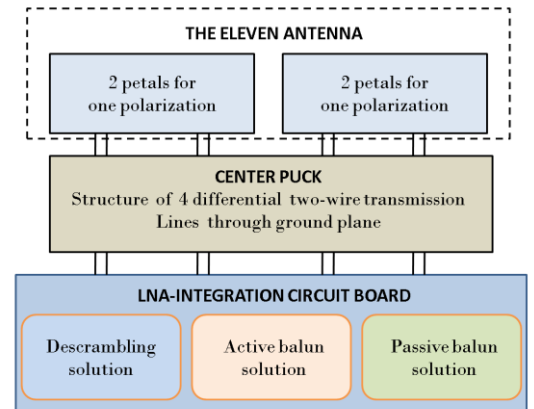 THE ELEVEN ANTENNA
2 petals for
one polarization
2 petals for
one polarization
CENTER PUCK
Structure of 4 differential two-wire transmission
Lines through ground plane
LNA-INTEGRATION CIRCUIT BOARD
Descrambling
solution
Active balun
solution
Passive balun
solution